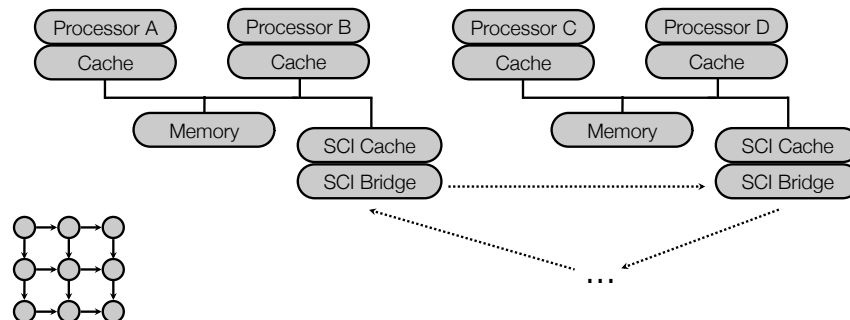 Processor A
Processor B
Processor C
Processor D
Cache
Cache
Cache
Cache
Memory
Memory
SCI Cache
SCI Cache
SCI Bridge
SCI Bridge
...